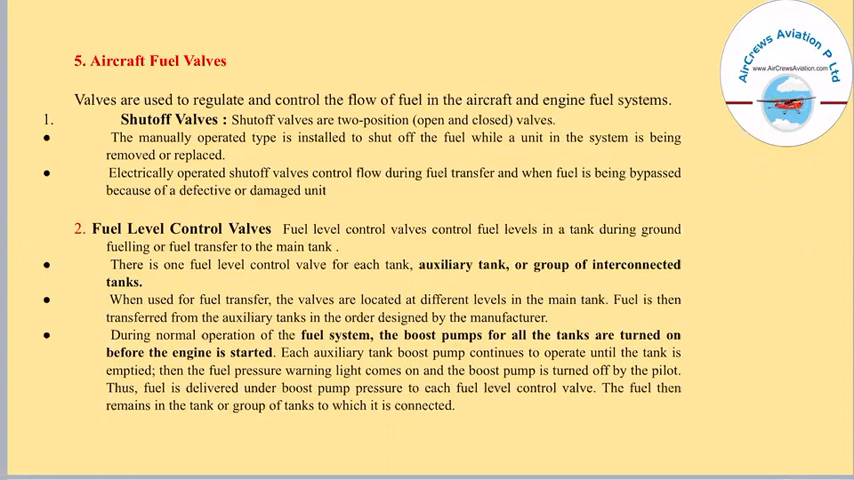 AirCrews Aviation P Ltd
www.AirCrewsAviation.com
5. Aircraft Fuel Valves
Valves are used to regulate and control the flow of fuel in the aircraft and engine fuel systems.
1. Shutoff Valves : Shutoff valves are two-position (open and closed) valves.
● The manually operated type is installed to shut off the fuel while a unit in the system is being
removed or replaced.
● Electrically operated shutoff valves control flow during fuel transfer and when fuel is being bypassed
because of a defective or damaged unit
2. Fuel Level Control Valves Fuel level control valves control fuel levels in a tank during ground
fuelling or fuel transfer to the main tank .
● There is one fuel level control valve for each tank, auxiliary tank, or group of interconnected
tanks.
● When used for fuel transfer, the valves are located at different levels in the main tank. Fuel is then
transferred from the auxiliary tanks in the order designed by the manufacturer.
● During normal operation of the fuel system, the boost pumps for all the tanks are turned on
before the engine is started. Each auxiliary tank boost pump continues to operate until the tank is
emptied; then the fuel pressure warning light comes on and the boost pump is turned off by the pilot.
Thus, fuel is delivered under boost pump pressure to each fuel level control valve. The fuel then
remains in the tank or group of tanks to which it is connected.